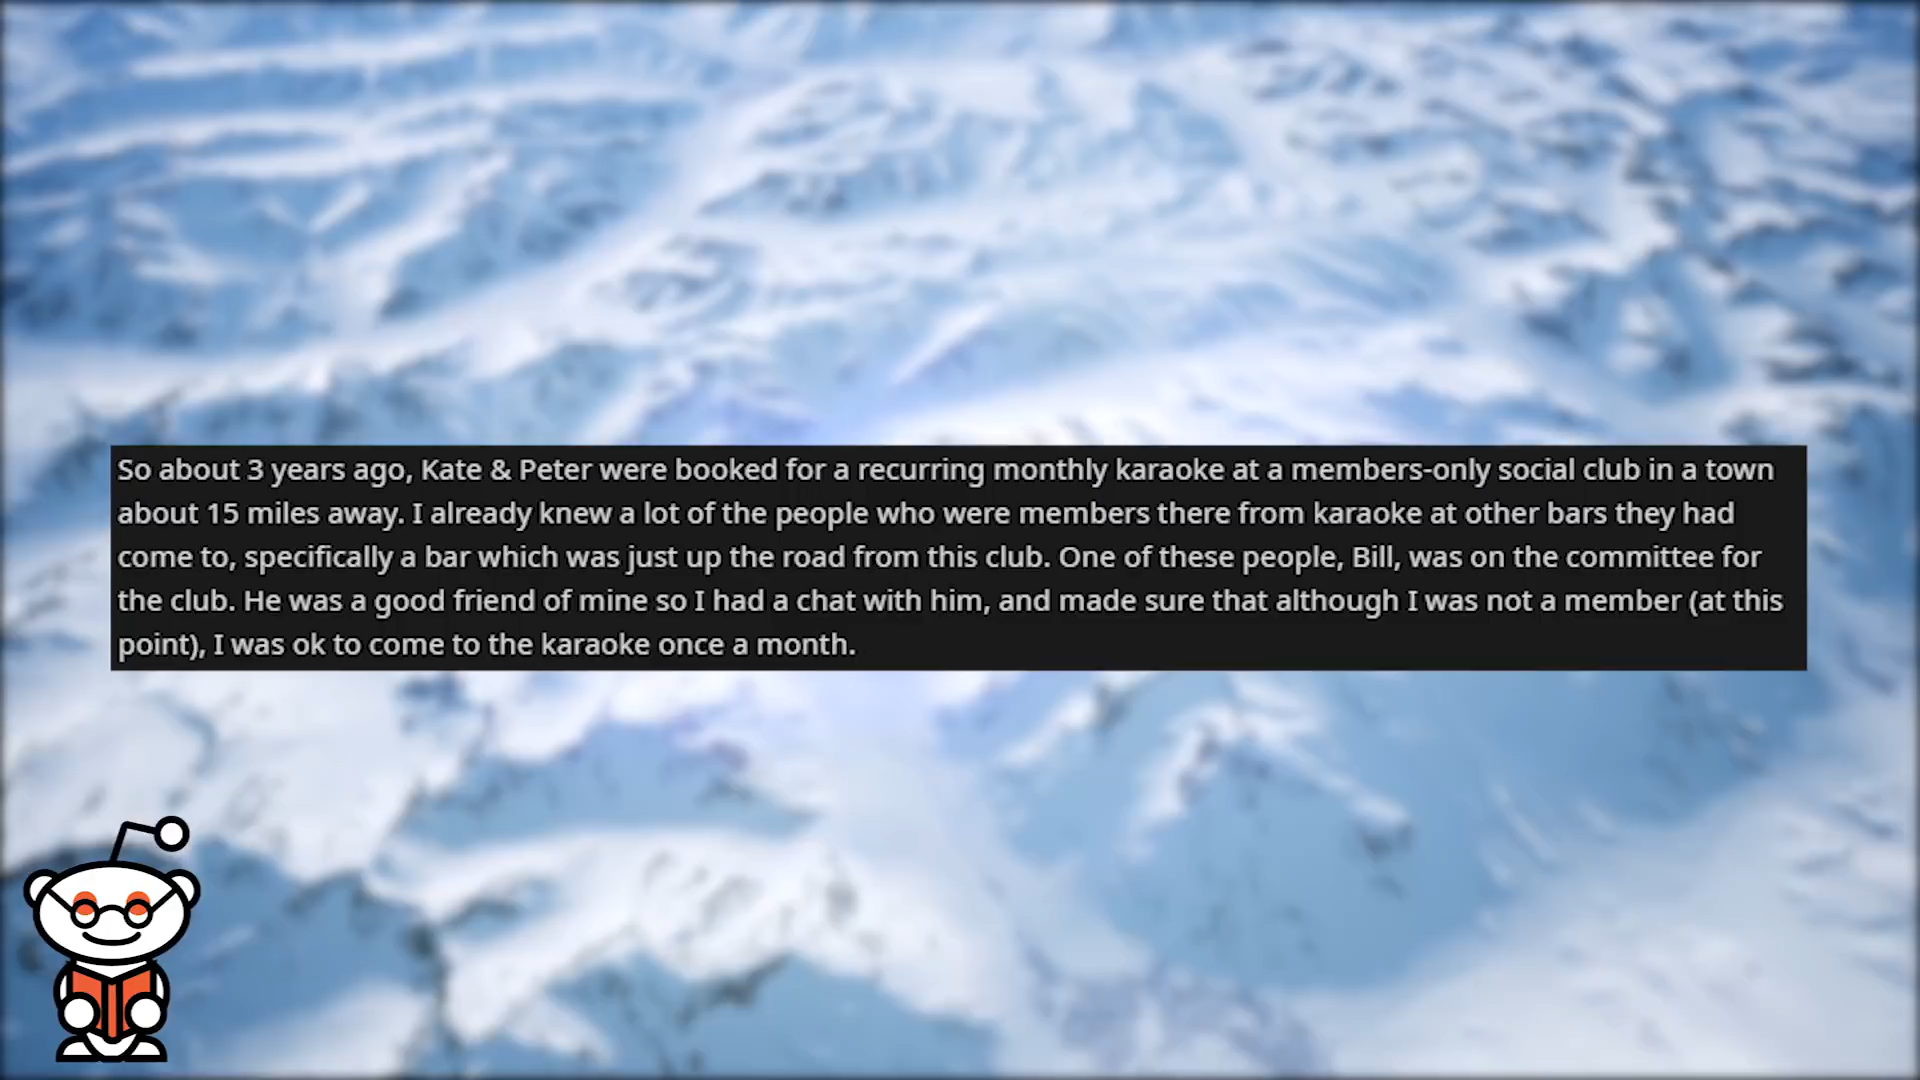 So about 3 years ago, Kate & Peter were booked for a recurring monthly karaoke at a members-only social club in a town
about 15 miles away. I already knew a lot of the people who were members there from karaoke at other bars they had
come to, specifically a bar which was just up the road from this club. One of these people, Bill, was on the committee for
the club. He was a good friend of mine so I had a chat with him, and made sure that although I was not a member (at this
point), I was ok to come to the karaoke once a month.